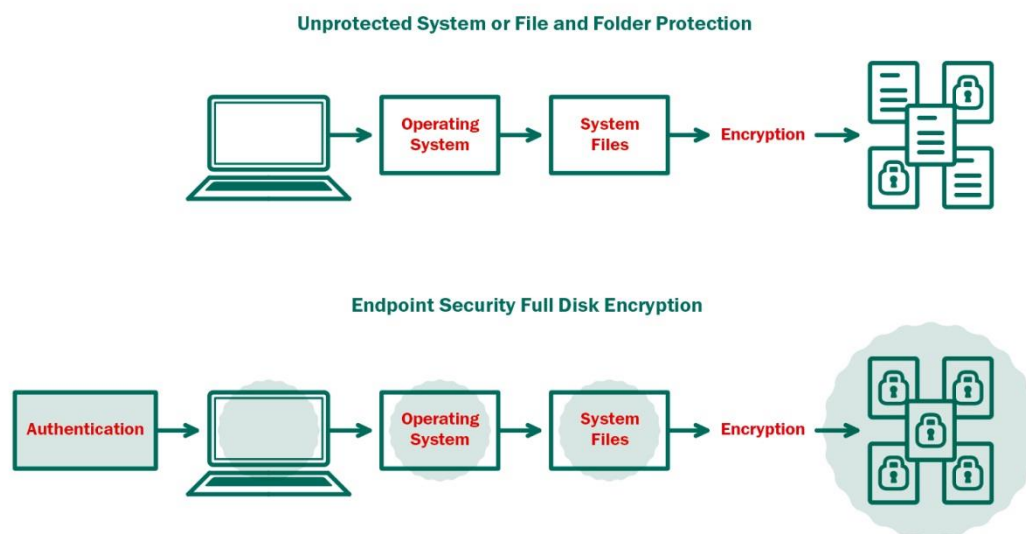 Unprotected System or File and Folder Protection
Operating
System
System
Files
Encryption
Endpoint Security Full Disk Encryption
Authentication
Operating
System
System
Files
Encryption